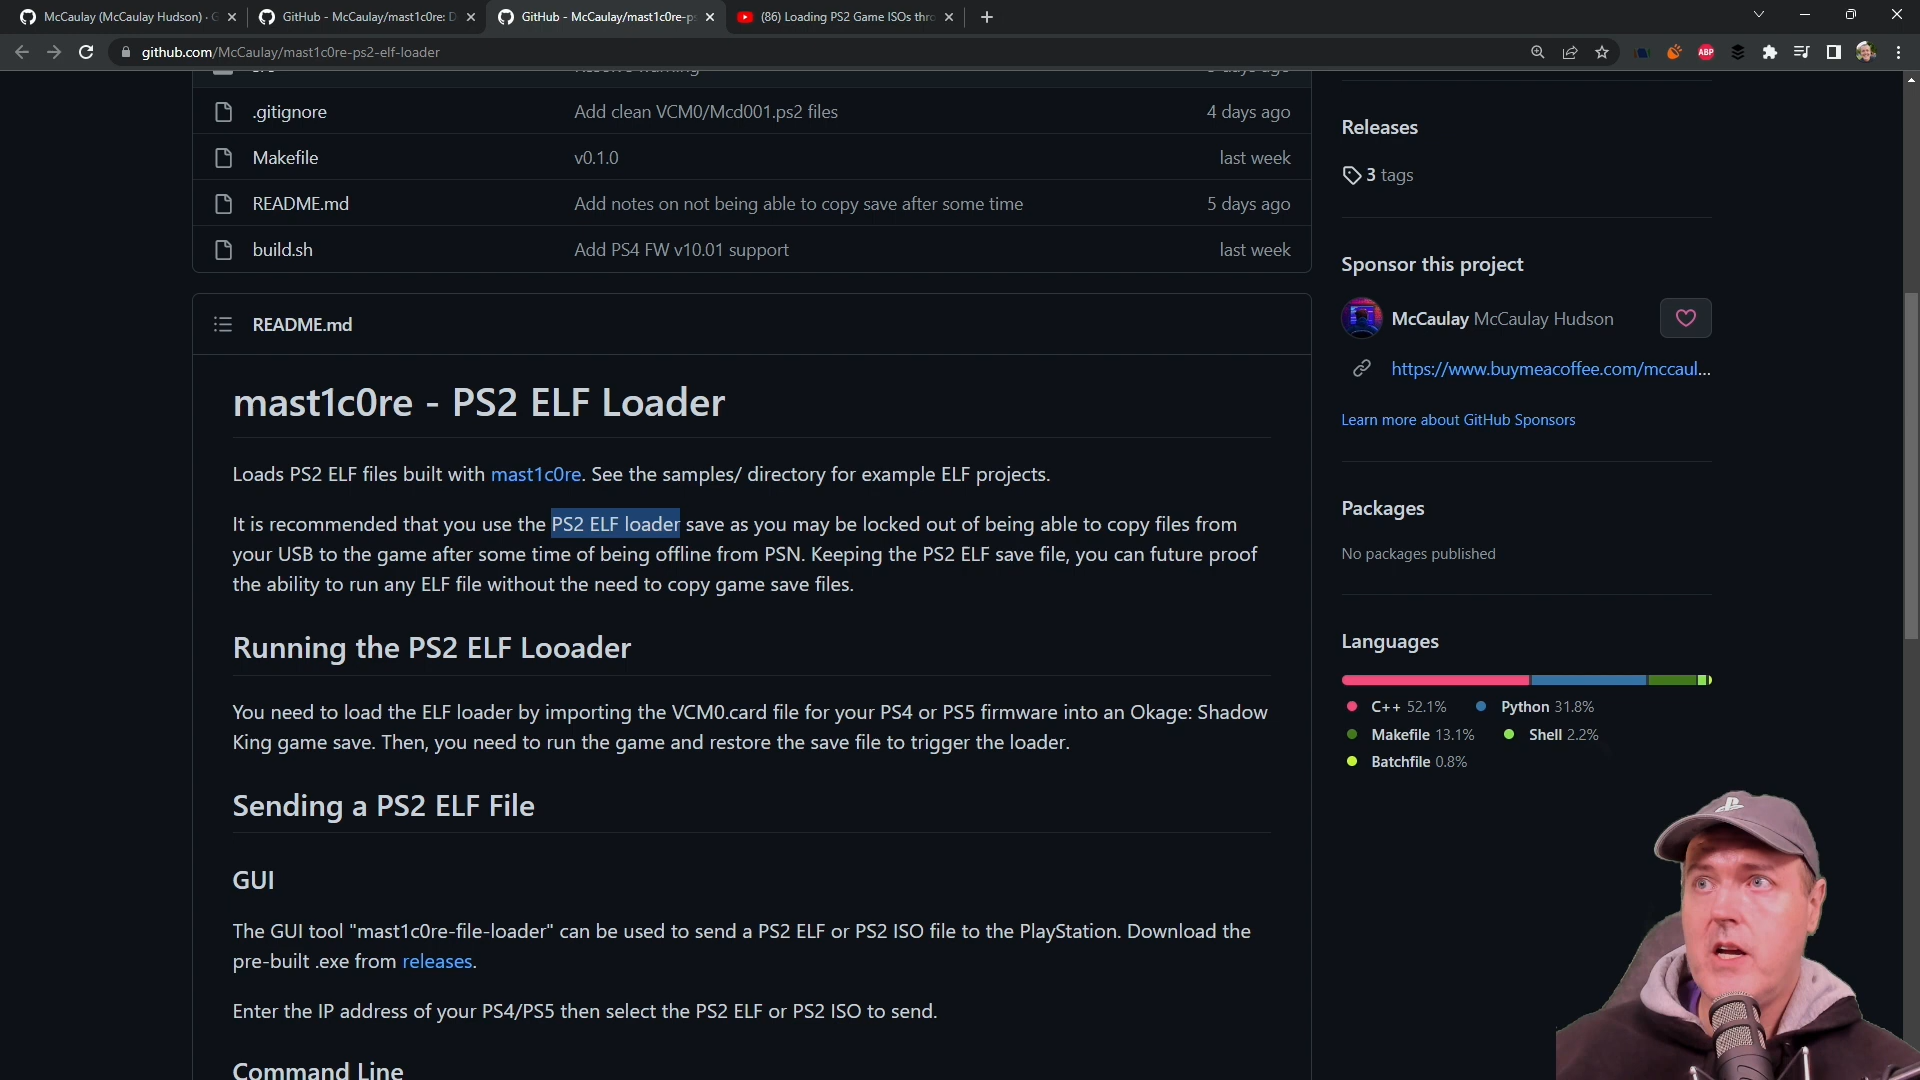 McCaulay (McCaulay Hudson) · G
GitHub - McCaulay/mast1c0re: D
GitHub - McCaulay/mast1c0re-ps
(86) Loading PS2 Game ISOs thro
github.com/McCaulay/mast1c0re-ps2-elf-loader
ABP
.gitignore
Add clean VCM0/Mcd001.ps2 files
4 days ago
Makefile
v0.1.0
last week
README.md
Add notes on not being able to copy save after some time
5 days ago
build.sh
Add PS4 FW v10.01 support
last week
README.md
mast1c0re - PS2 ELF Loader
Loads PS2 ELF files built with mast1c0re. See the samples/ directory for example ELF projects.
It is recommended that you use the PS2 ELF loader save as you may be locked out of being able to copy files from
your USB to the game after some time of being offline from PSN. Keeping the PS2 ELF save file, you can future proof
the ability to run any ELF file without the need to copy game save files.
Running the PS2 ELF Looader
You need to load the ELF loader by importing the VCM0.card file for your PS4 or PS5 firmware into an Okage: Shadow
King game save. Then, you need to run the game and restore the save file to trigger the loader.
Sending a PS2 ELF File
GUI
The GUI tool "mast1c0re-file-loader" can be used to send a PS2 ELF or PS2 ISO file to the PlayStation. Download the
pre-built .exe from releases.
Enter the IP address of your PS4/PS5 then select the PS2 ELF or PS2 ISO to send.
Command Line
Releases
3 tags
Sponsor this project
McCaulay McCaulay Hudson
https://www.buymeacoffee.com/mccaul...
Learn more about GitHub Sponsors
Packages
No packages published
Languages
C++ 52.1%
Python 31.8%
Makefile 13.1%
Shell 2.2%
Batchfile 0.8%